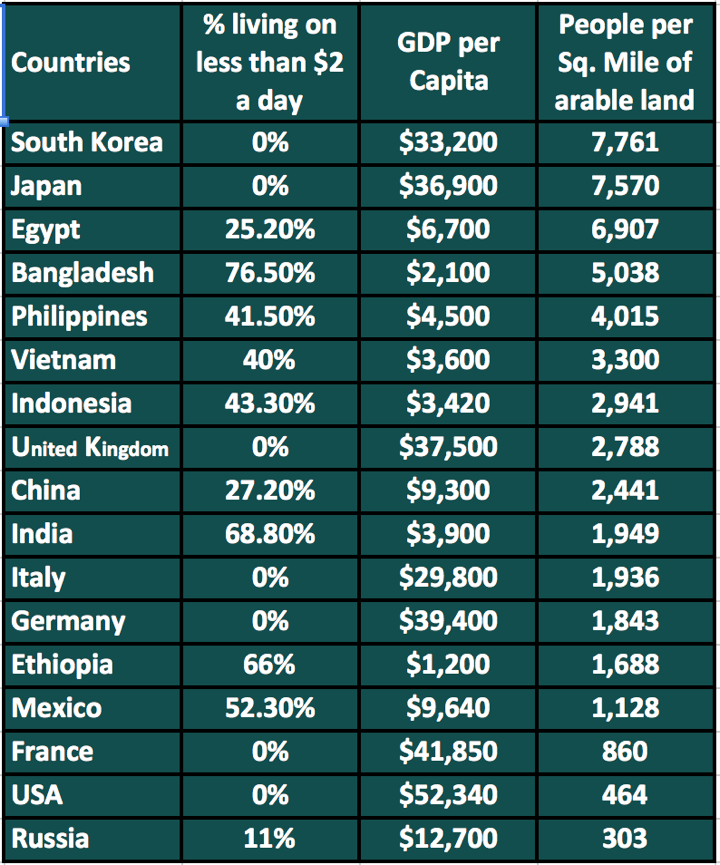 Countries | % living on less than $2 a day | GDP per Capita | People per Sq. Mile of arable land
South Korea | 0% | $33,200 | 7,761
Japan | 0% | $36,900 | 7,570
Egypt | 25.20% | $6,700 | 6,907
Bangladesh | 76.50% | $2,100 | 5,038
Philippines | 41.50% | $4,500 | 4,015
Vietnam | 40% | $3,600 | 3,300
Indonesia | 43.30% | $3,420 | 2,941
United Kingdom | 0% | $37,500 | 2,788
China | 27.20% | $9,300 | 2,441
India | 68.80% | $3,900 | 1,949
Italy | 0% | $29,800 | 1,936
Germany | 0% | $39,400 | 1,843
Ethiopia | 66% | $1,200 | 1,688
Mexico | 52.30% | $9,640 | 1,128
France | 0% | $41,850 | 860
USA | 0% | $52,340 | 464
Russia | 11% | $12,700 | 303